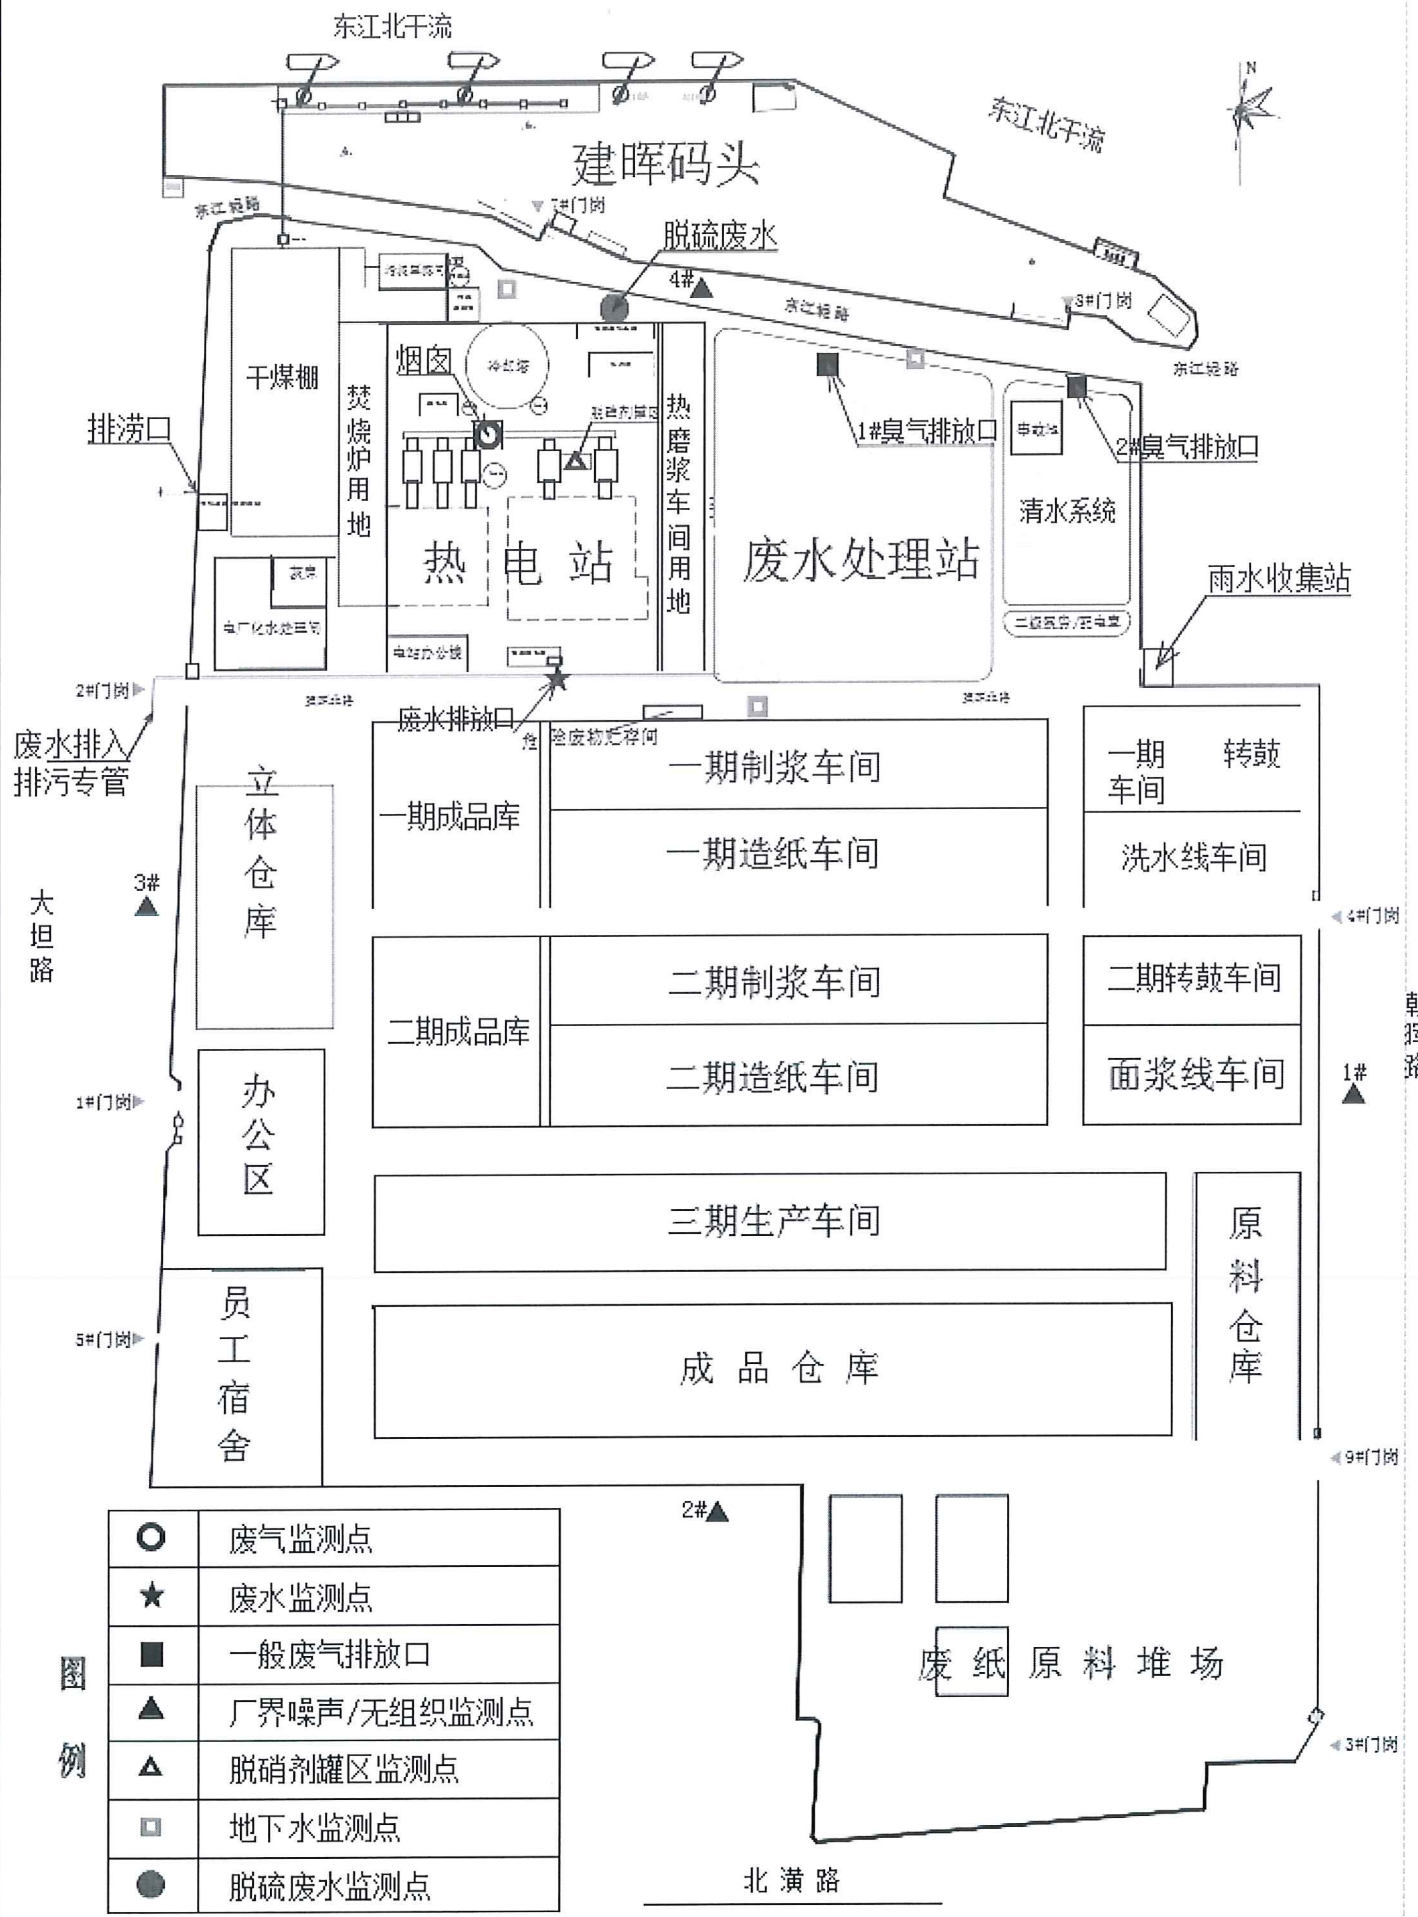 东江北干流
N
东江北干流
建晖码头
东江堤路
7#门岗
脱硫废水
4#
东江堤路
8#门岗
东江堤路
烟囱
冷却塔
干煤棚
焚烧炉用地
脱硝剂罐区
热磨浆车间用地
1#臭气排放口
2#臭气排放口
排涝口
清水系统
热电站
废水处理站
雨水收集站
灰库
电厂化水处车间
电站办公楼
2#门岗
废水排放口
危险废物贮存间
废水排入
排污专管
一期制浆车间
一期 转鼓
车间
立体仓库
一期成品库
一期造纸车间
洗水线车间
3#
大坦路
4#门岗
二期制浆车间
二期转鼓车间
二期成品库
二期造纸车间
面浆线车间
朝晖路
1#
1#门岗
办公区
三期生产车间
原料仓库
员工宿舍
5#门岗
成品仓库
9#门岗
2#
图例
废气监测点
废水监测点
一般废气排放口
厂界噪声/无组织监测点
脱硝剂罐区监测点
地下水监测点
脱硫废水监测点
废纸原料堆场
3#门岗
北潢路